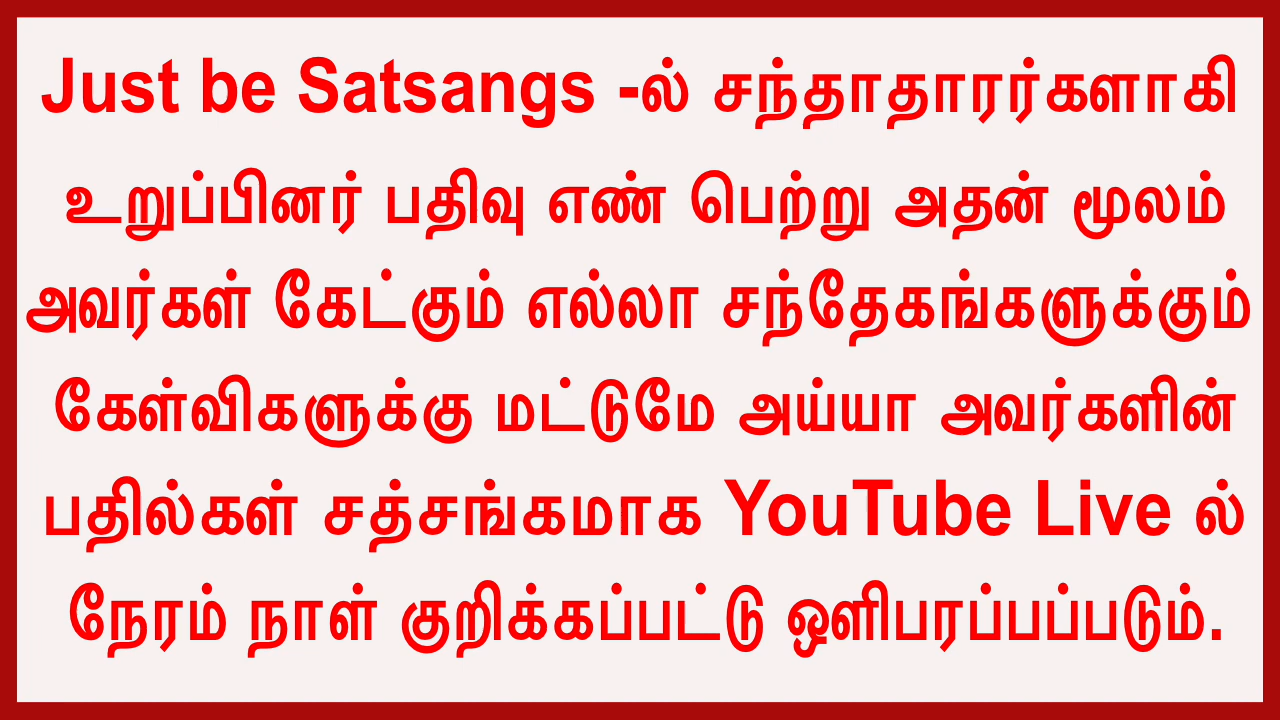 Just be Satsangs -ல் சந்தாதாரர்களாகி
உறுப்பினர் பதிவு எண் பெற்று அதன் மூலம்
அவர்கள் கேட்கும் எல்லா சந்தேகங்களுக்கும்
கேள்விகளுக்கு மட்டுமே அய்யா அவர்களின்
பதில்கள் சத்சங்கமாக YouTube Live ல்
நேரம் நாள் குறிக்கப்பட்டு ஒளிபரப்பப்படும்.